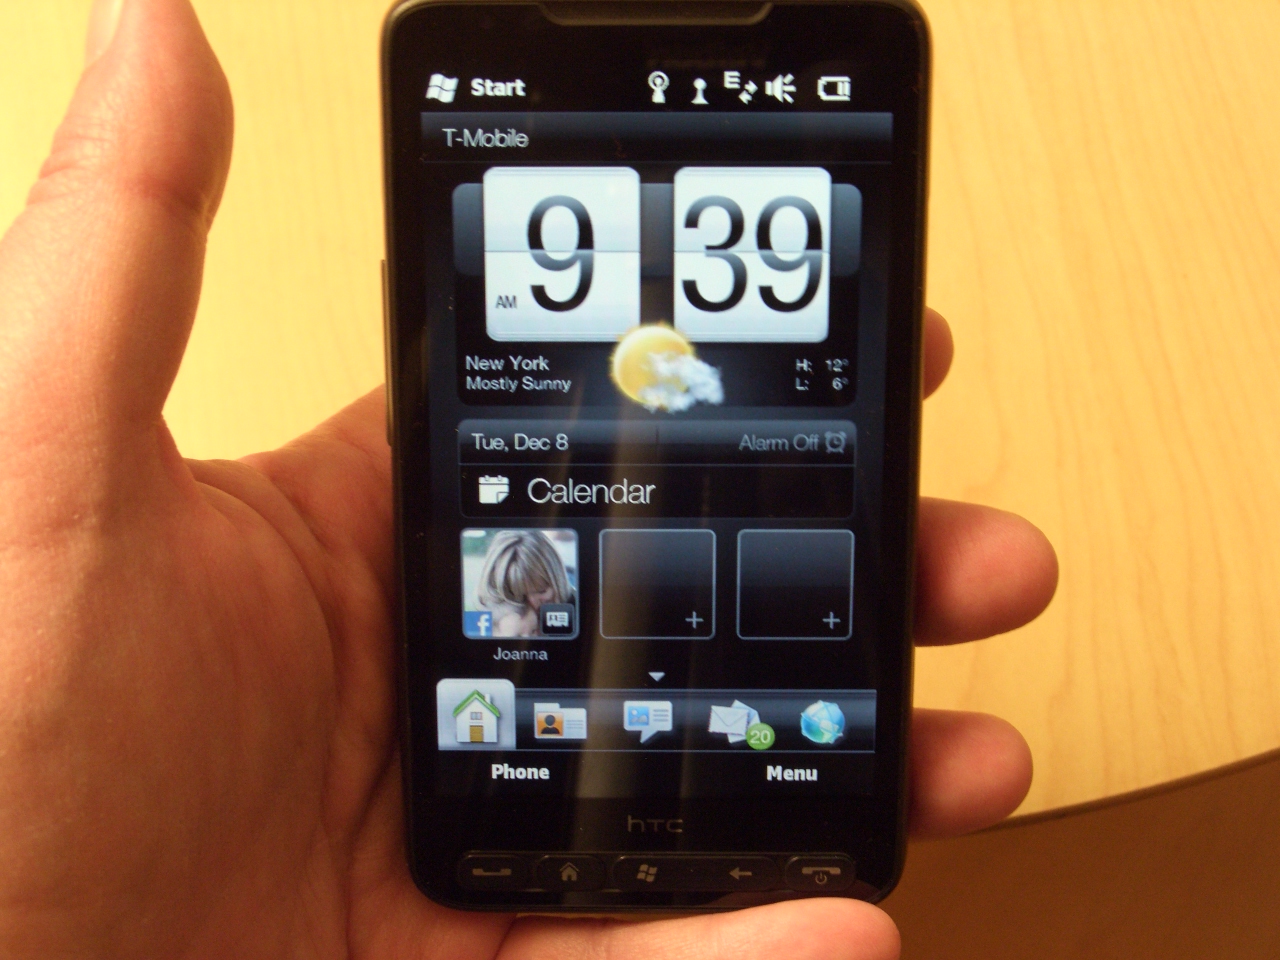 Start E
T-Mobile
9 39
AM
New York H: 12°
Mostly Sunny L: 6°
Tue, Dec 8 Alarm Off
Calendar
f
+ +
Joanna
20
Phone Menu
hTC